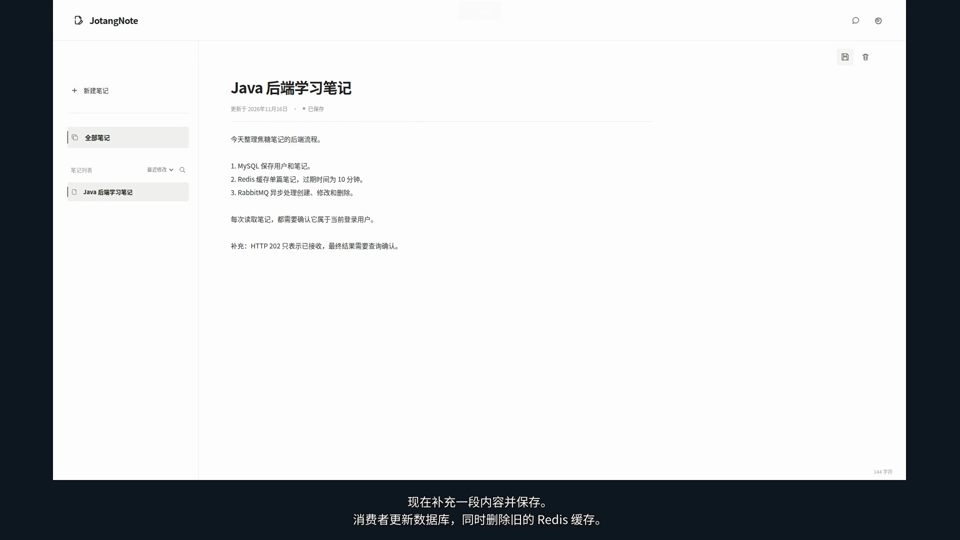 JotangNote
新建笔记
全部笔记
笔记列表
最近修改
Java 后端学习笔记
Java 后端学习笔记
更新于 2026年11月16日 · 已保存
今天整理焦糖笔记的后端流程。
1. MySQL 保存用户和笔记。
2. Redis 缓存单篇笔记，过期时间为 10 分钟。
3. RabbitMQ 异步处理创建、修改和删除。
每次读取笔记，都需要确认它属于当前登录用户。
补充：HTTP 202 只表示已接收，最终结果需要查询确认。
144 字符
现在补充一段内容并保存。
消费者更新数据库，同时删除旧的 Redis 缓存。